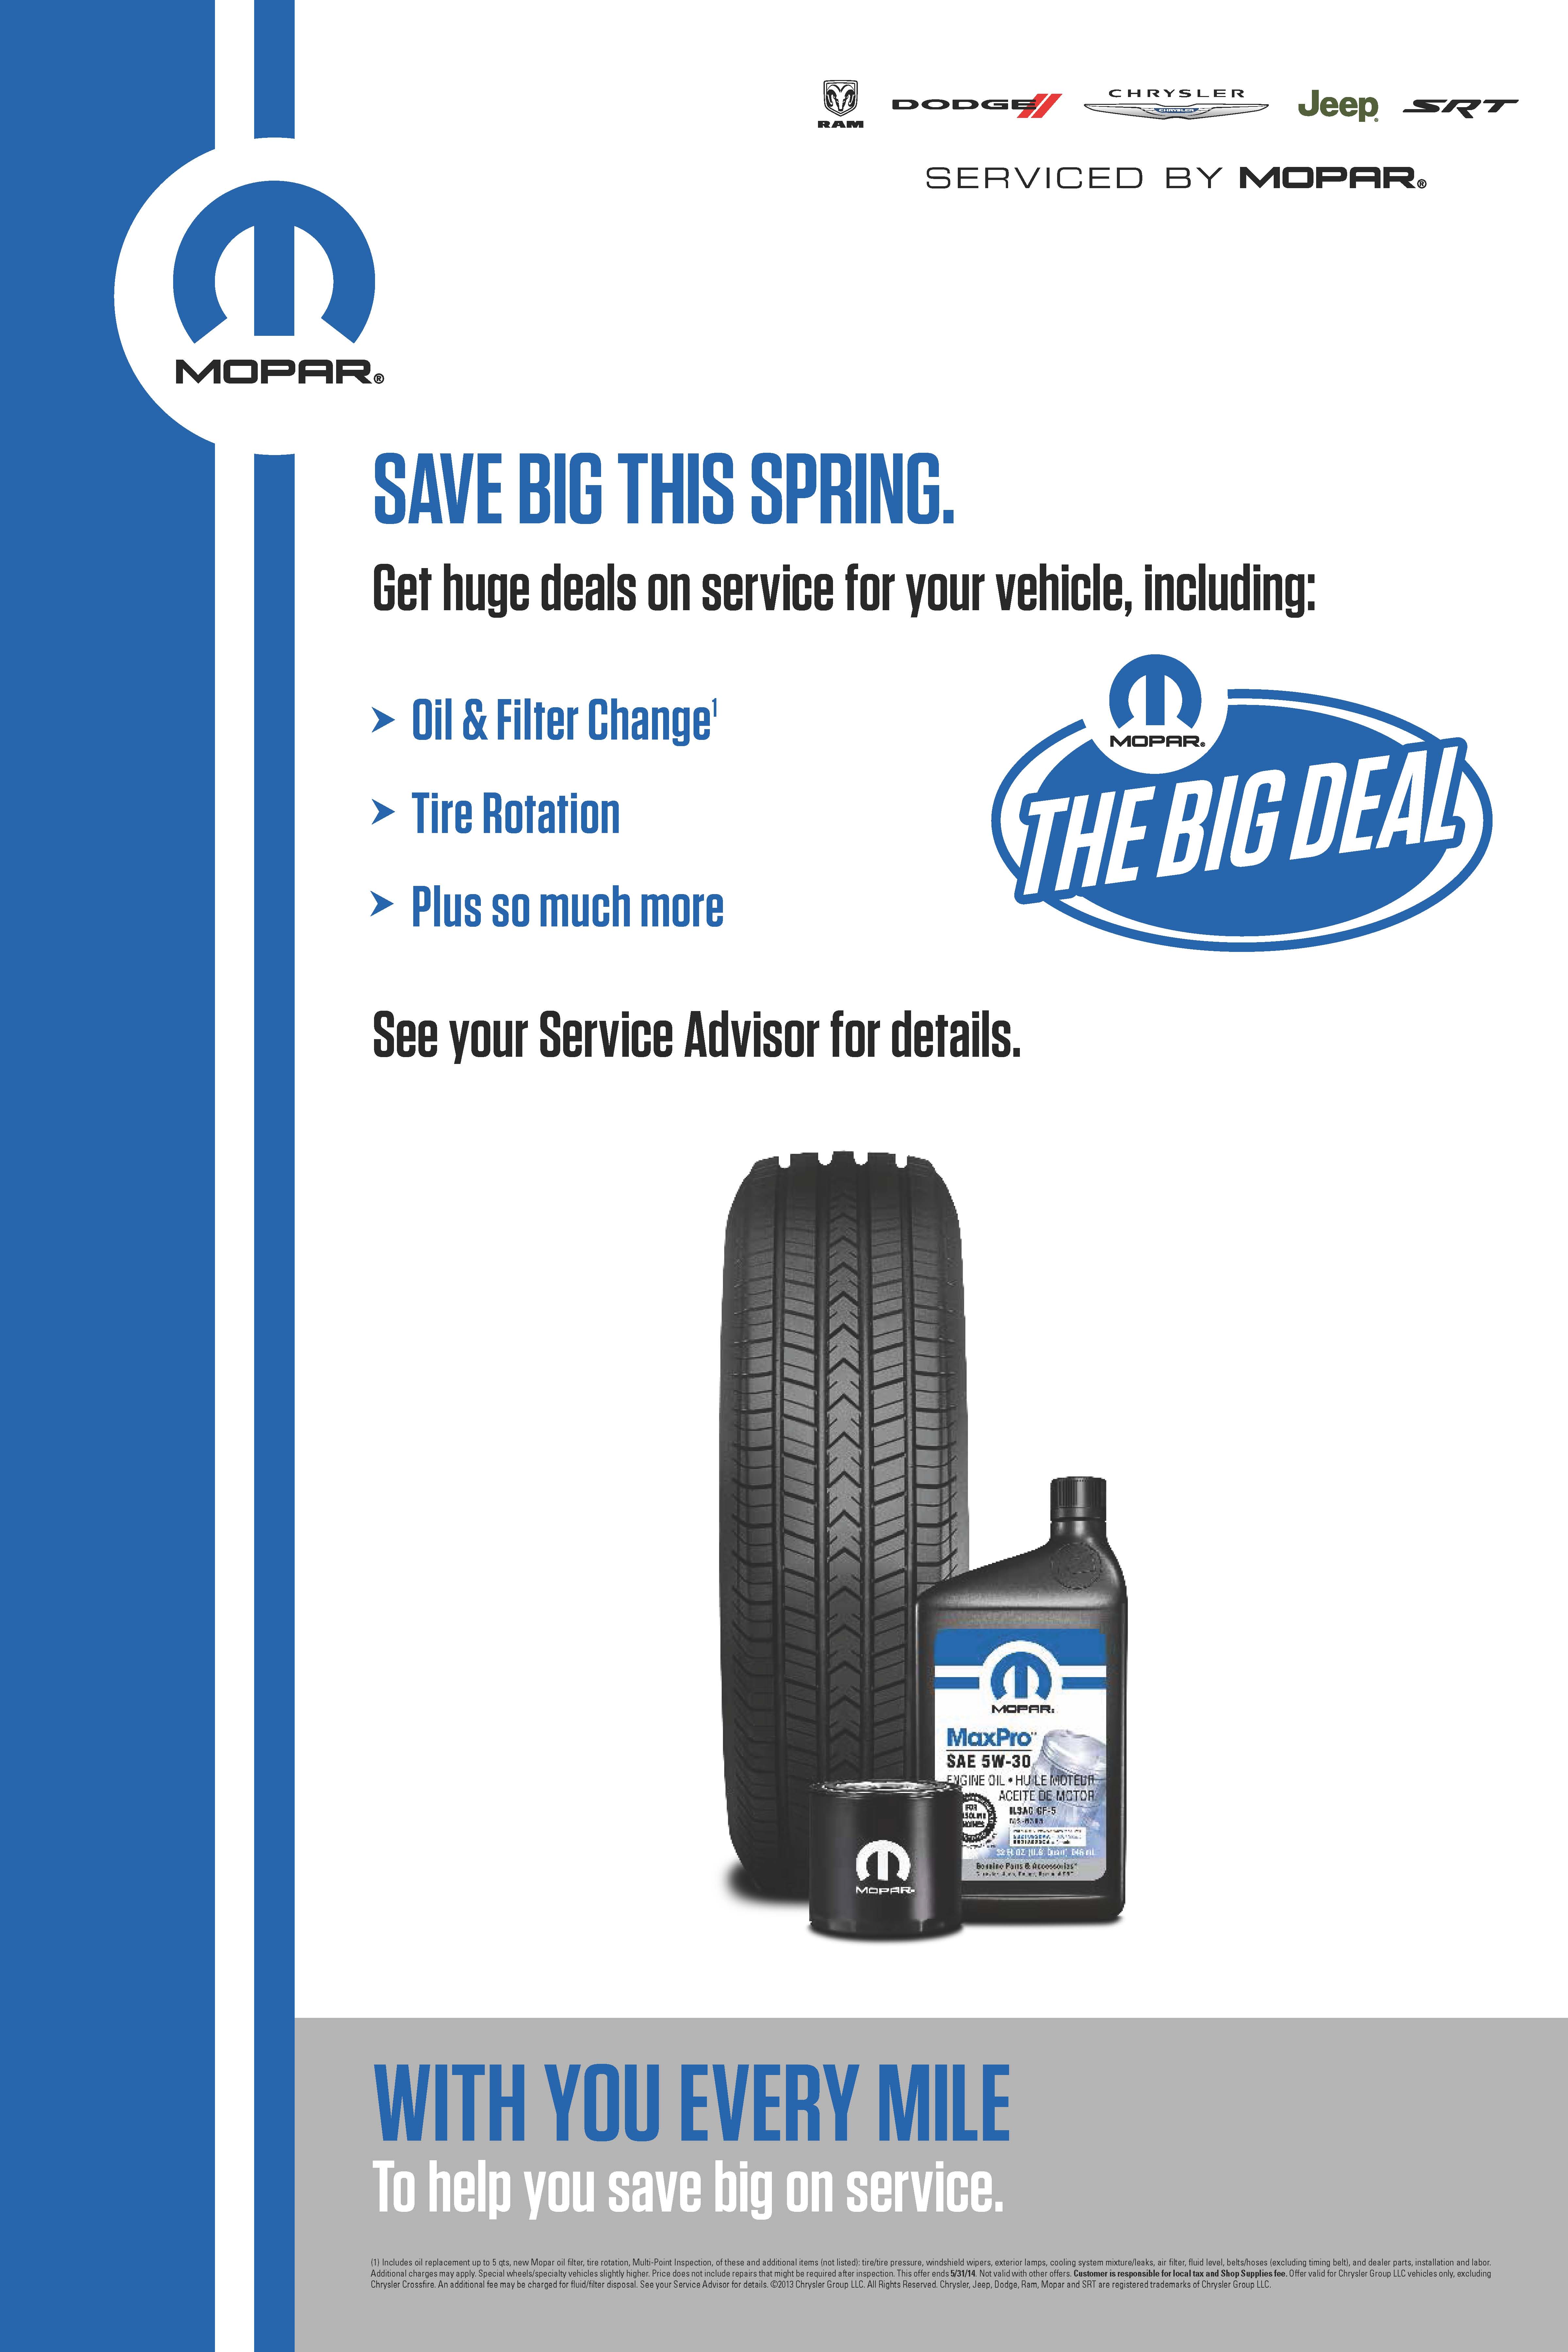 RAM DODGE CHRYSLER Jeep SRT
SERVICED BY MOPAR®
MOPAR®
SAVE BIG THIS SPRING.
Get huge deals on service for your vehicle, including:
➤ Oil & Filter Change¹
➤ Tire Rotation
➤ Plus so much more
MOPAR®
THE BIG DEAL
See your Service Advisor for details.
MOPAR
MaxPro
SAE 5W-30
ENGINE OIL • HUILE MOTEUR
ACEITE DE MOTOR
ILSAC GF-5
Genuine Parts & Accessories
MOPAR
WITH YOU EVERY MILE
To help you save big on service.
(1) Includes oil replacement up to 5 qts, new Mopar oil filter, tire rotation, Multi-Point Inspection, of these and additional items (not listed): tire/tire pressure, windshield wipers, exterior lamps, cooling system mixture/leaks, air filter, fluid level, belts/hoses (excluding timing belt), and dealer parts, installation and labor.
Additional charges may apply. Special wheels/specialty vehicles slightly higher. Price does not include repairs that might be required after inspection. This offer ends 5/31/14. Not valid with other offers. Customer is responsible for local tax and Shop Supplies fee. Offer valid for Chrysler Group LLC vehicles only, excluding
Chrysler Crossfire. An additional fee may be charged for fluid/filter disposal. See your Service Advisor for details. ©2013 Chrysler Group LLC. All Rights Reserved. Chrysler, Jeep, Dodge, Ram, Mopar and SRT are registered trademarks of Chrysler Group LLC.